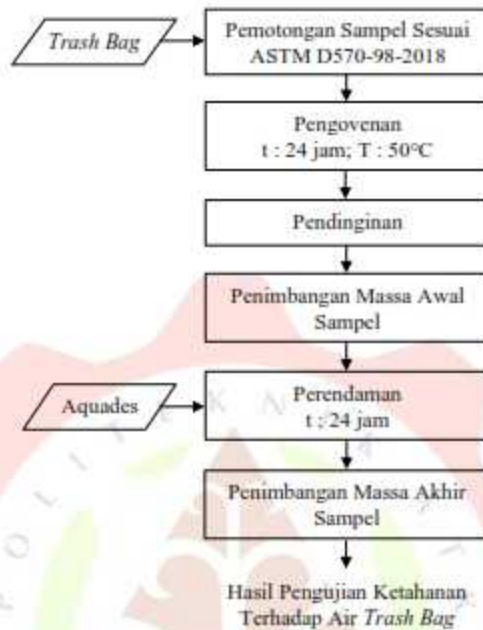 Trash Bag
Pemotongan Sampel Sesuai
ASTM D570-98-2018
Pengovenan
t : 24 jam; T : 50°C
Pendinginan
Penimbangan Massa Awal
Sampel
Aquades
Perendaman
t : 24 jam
Penimbangan Massa Akhir
Sampel
Hasil Pengujian Ketahanan
Terhadap Air Trash Bag